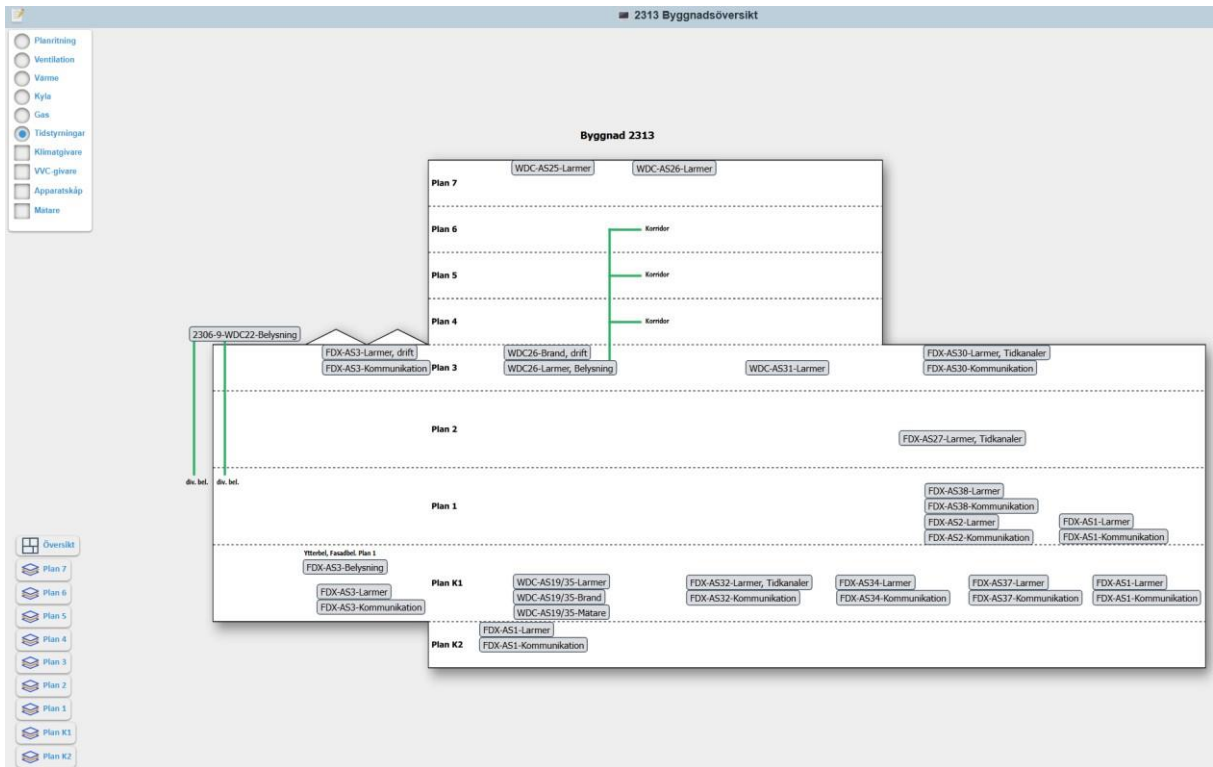 2313 Byggnadsöversikt
Planritning
Ventilation
Värme
Kyla
Gas
Tidstyrningar
Klimatgivare
VVC-givare
Apparatskåp
Mätare
Byggnad 2313
Plan 7
WDC-AS25-Larmer
WDC-AS26-Larmer
Plan 6
Korridor
Plan 5
Korridor
Plan 4
Korridor
2306-9-WDC22-Belysning
div. bel.
div. bel.
FDX-AS3-Larmer, drift
FDX-AS3-Kommunikation
Plan 3
WDC26-Brand, drift
WDC26-Larmer, Belysning
WDC-AS31-Larmer
FDX-AS30-Larmer, Tidkanaler
FDX-AS30-Kommunikation
Plan 2
FDX-AS27-Larmer, Tidkanaler
Plan 1
FDX-AS38-Larmer
FDX-AS38-Kommunikation
FDX-AS2-Larmer
FDX-AS2-Kommunikation
FDX-AS1-Larmer
FDX-AS1-Kommunikation
Ytterbel, Fasadbel. Plan 1
FDX-AS3-Belysning
FDX-AS3-Larmer
FDX-AS3-Kommunikation
Plan K1
WDC-AS19/35-Larmer
WDC-AS19/35-Brand
WDC-AS19/35-Mätare
FDX-AS32-Larmer, Tidkanaler
FDX-AS32-Kommunikation
FDX-AS34-Larmer
FDX-AS34-Kommunikation
FDX-AS37-Larmer
FDX-AS37-Kommunikation
FDX-AS1-Larmer
FDX-AS1-Kommunikation
Plan K2
FDX-AS1-Larmer
FDX-AS1-Kommunikation
Översikt
Plan 7
Plan 6
Plan 5
Plan 4
Plan 3
Plan 2
Plan 1
Plan K1
Plan K2